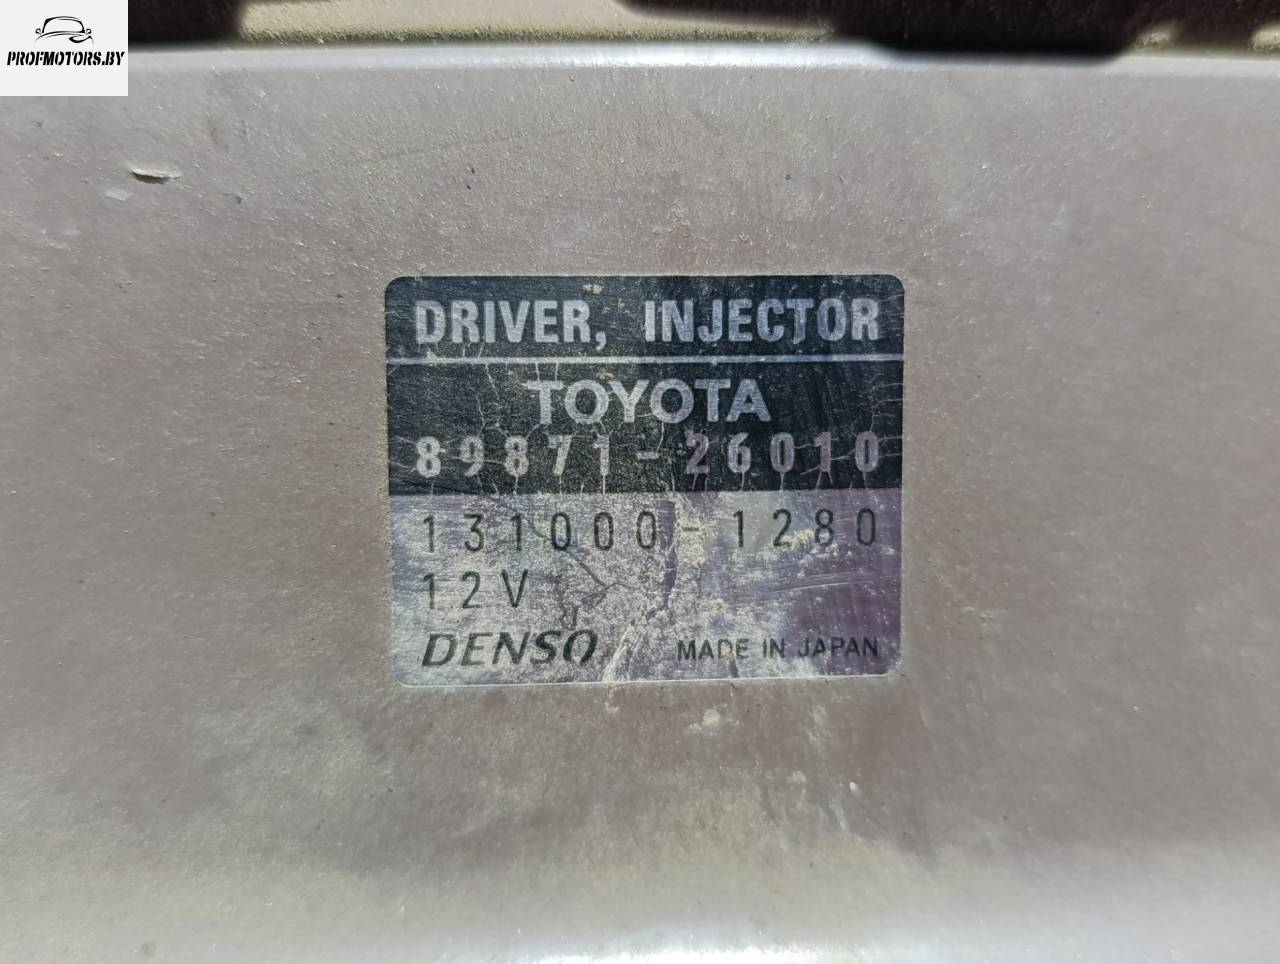 PROFMOTORS.BY
DRIVER, INJECTOR
TOYOTA
89871-26010
131000-1280
12V
DENSO MADE IN JAPAN